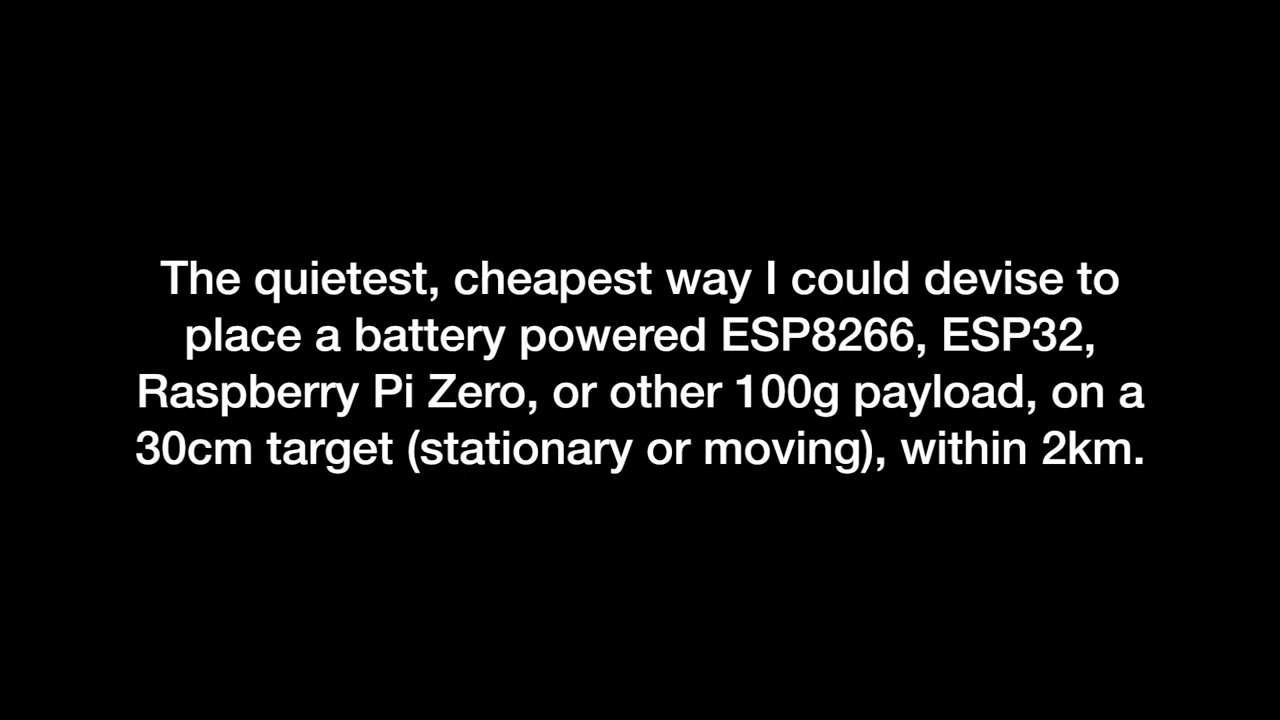 The quietest, cheapest way I could devise to
place a battery powered ESP8266, ESP32,
Raspberry Pi Zero, or other 100g payload, on a
30cm target (stationary or moving), within 2km.